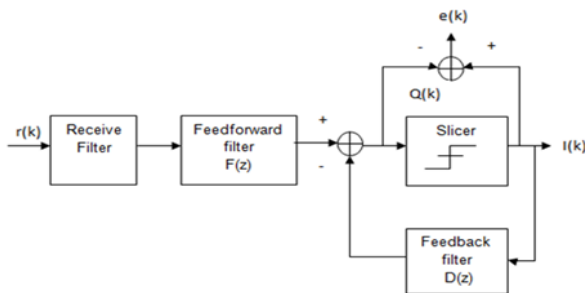 e(k)
- +
Q(k)
r(k)
Receive
Filter
Feedforward
filter
F(z)
+
-
Slicer
I(k)
Feedback
filter
D(z)